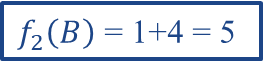 f₂(B) = 1+4 = 5